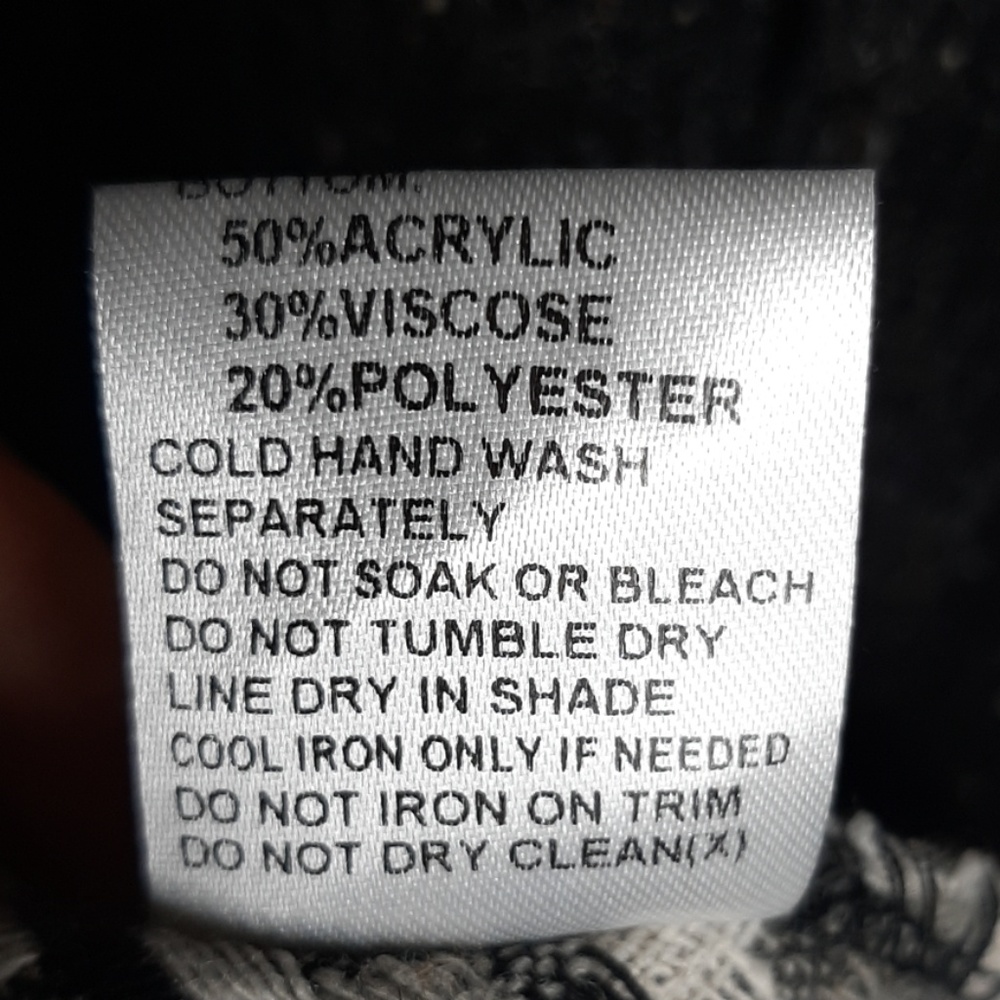 BOTTOM:
50%ACRYLIC
30%VISCOSE
20%POLYESTER
COLD HAND WASH
SEPARATELY
DO NOT SOAK OR BLEACH
DO NOT TUMBLE DRY
LINE DRY IN SHADE
COOL IRON ONLY IF NEEDED
DO NOT IRON ON TRIM
DO NOT DRY CLEAN(X)